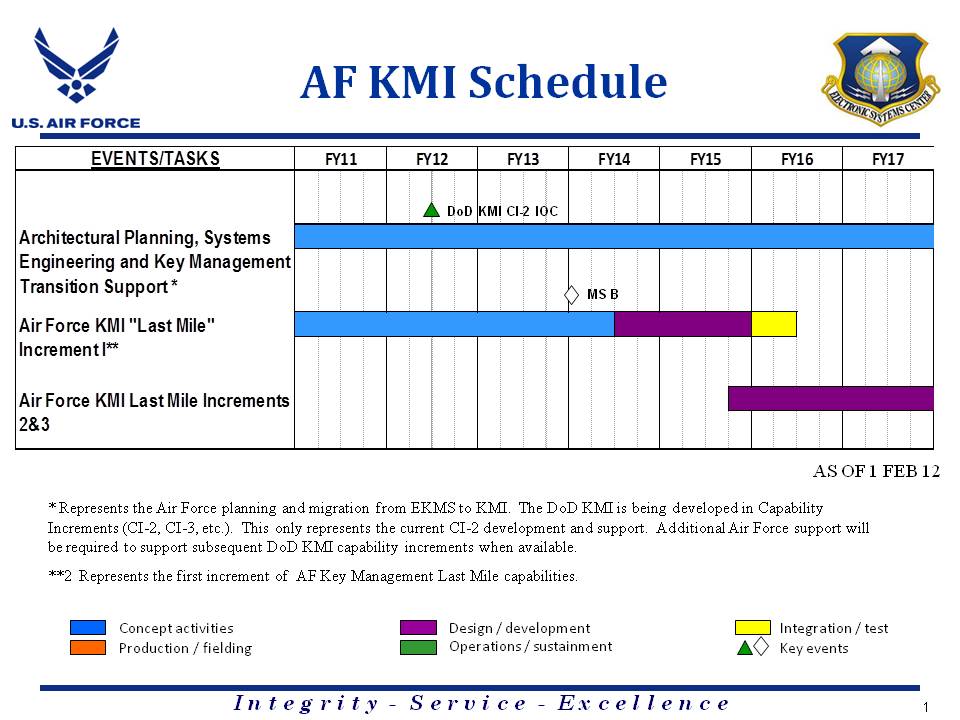 AF KMI Schedule
U.S. AIR FORCE
ELECTRONIC SYSTEMS CENTER
EVENTS/TASKS FY11 FY12 FY13 FY14 FY15 FY16 FY17
DoD KMI CI-2 IOC
Architectural Planning, Systems
Engineering and Key Management
Transition Support *
MS B
Air Force KMI "Last Mile"
Increment I**
Air Force KMI Last Mile Increments
2&3
AS OF 1 FEB 12
* Represents the Air Force planning and migration from EKMS to KMI. The DoD KMI is being developed in Capability
Increments (CI-2, CI-3, etc.). This only represents the current CI-2 development and support. Additional Air Force support will
be required to support subsequent DoD KMI capability increments when available.
**2 Represents the first increment of AF Key Management Last Mile capabilities.
Concept activities Design / development Integration / test
Production / fielding Operations / sustainment Key events
Integrity - Service - Excellence
1